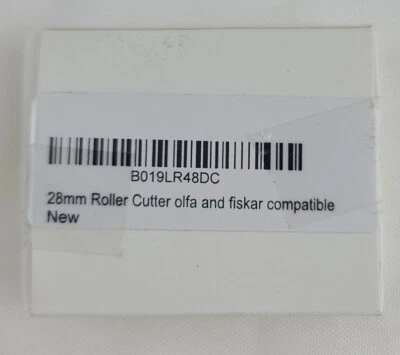 B019LR48DC
28mm Roller Cutter olfa and fiskar compatible
New